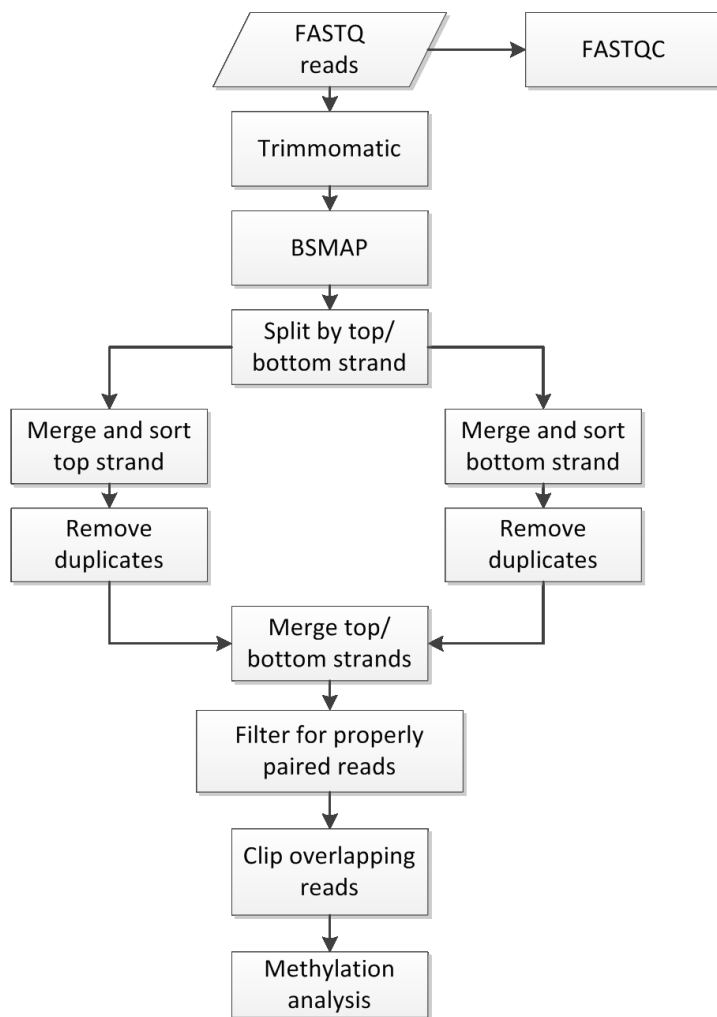 FASTQ
reads
FASTQC
Trimmomatic
BSMAP
Split by top/
bottom strand
Merge and sort
top strand
Merge and sort
bottom strand
Remove
duplicates
Remove
duplicates
Merge top/
bottom strands
Filter for properly
paired reads
Clip overlapping
reads
Methylation
analysis